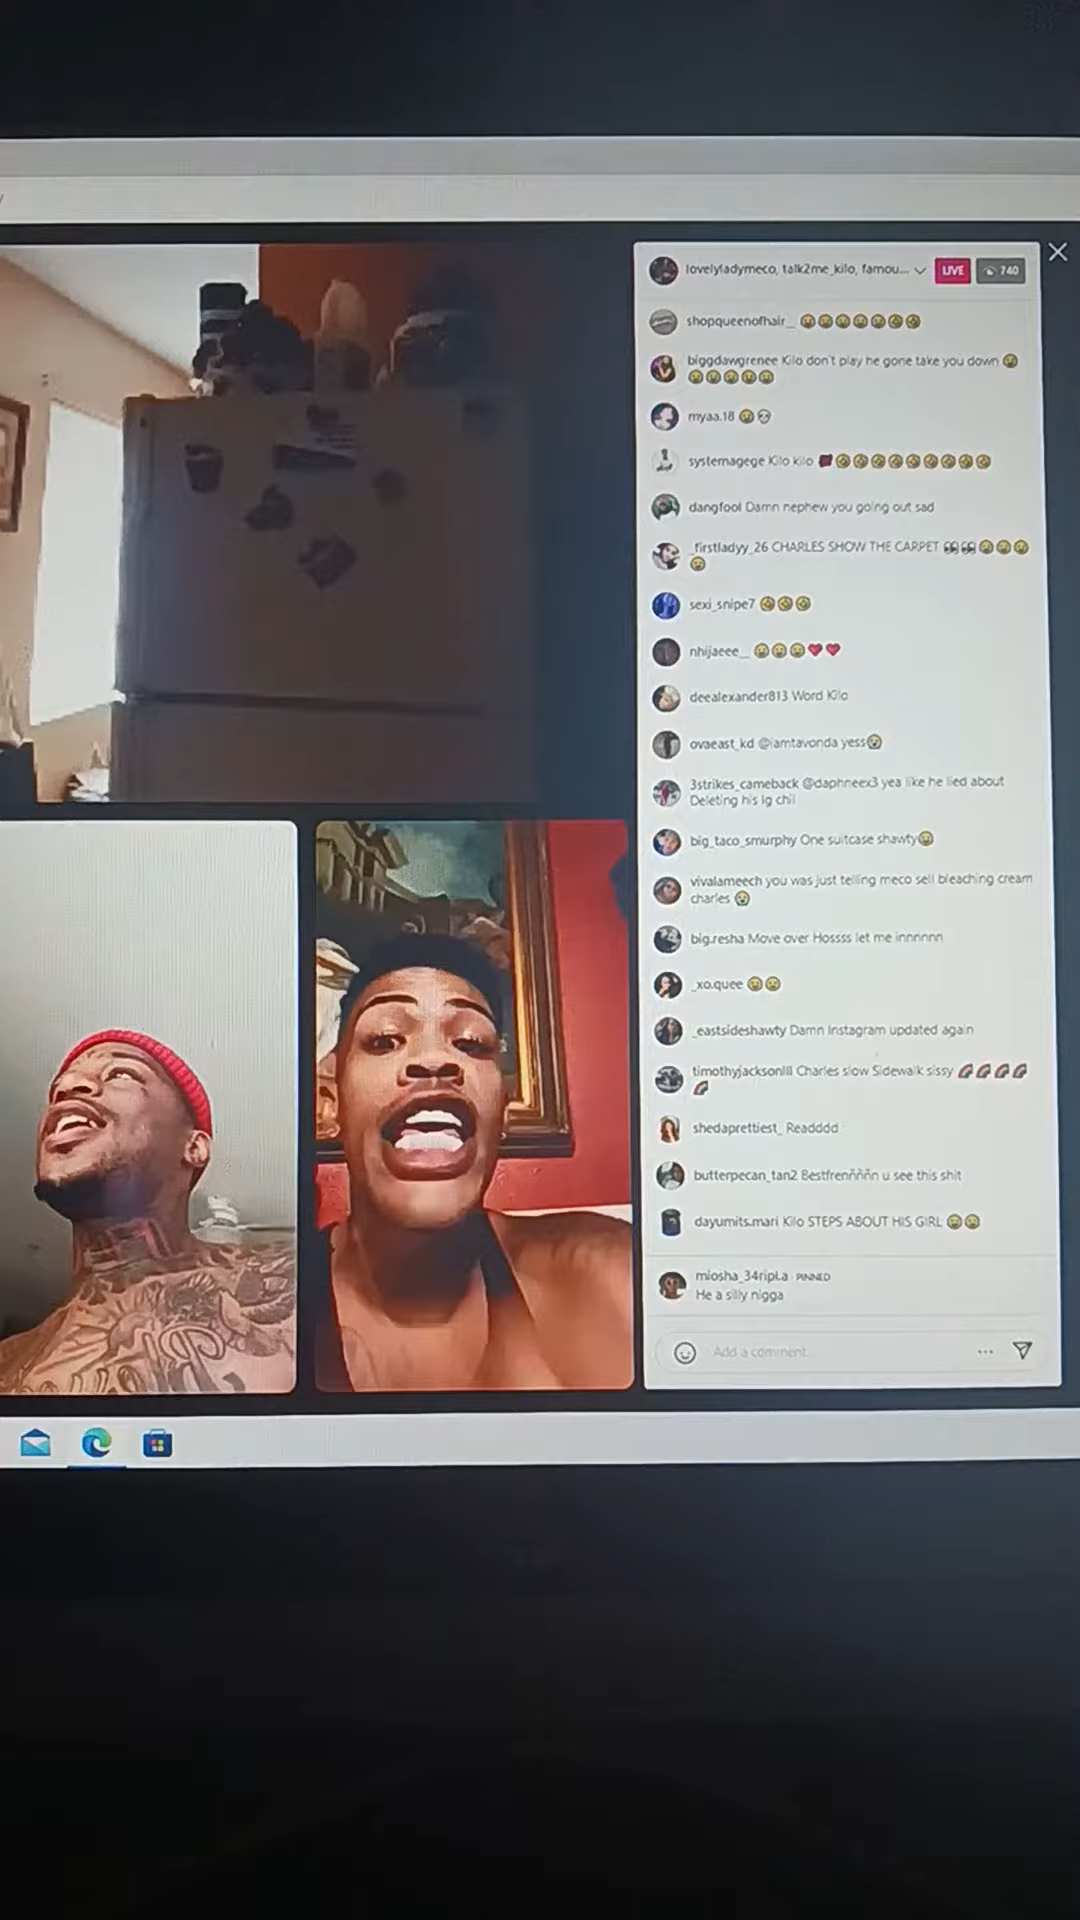 lovelyladymeco, talk2me_kilo, famou... LIVE 740
shopqueenofhair_ 😂😂😂😂😂🤣🤣
biggdawgrenee Kilo don't play he gone take you down 😂
😂😂😂😂😂
myaa.18 😂💀
systemagege Kilo kilo 🤣🤣🤣🤣🤣🤣🤣🤣🤣
dangfool Damn nephew you going out sad
_firstladyy_26 CHARLES SHOW THE CARPET 👀👀😂😂😂
😂
sexi_snipe7 🤣🤣🤣
nhijaeee__ 😂😂😂❤️❤️
deealexander813 Word Kilo
ovaeast_kd @iamtavonda yess😭
3strikes_cameback @daphneex3 yea like he lied about
Deleting his Ig chil
big_taco_smurphy One suitcase shawty😂
vivalameech you was just telling meco sell bleaching cream
charles 😭
big.resha Move over Hossss let me innnnnn
_xo.quee 😂😂
_eastsideshawty Damn Instagram updated again
timothyjacksonIII Charles slow Sidewalk sissy 🌈🌈🌈🌈
🌈
shedaprettiest_ Readddd
butterpecan_tan2 Bestfrenñññn u see this shit
dayumits.mari Kilo STEPS ABOUT HIS GIRL 😂😂
miosha_34ripLa · PINNED
He a silly nigga
Add a comment...